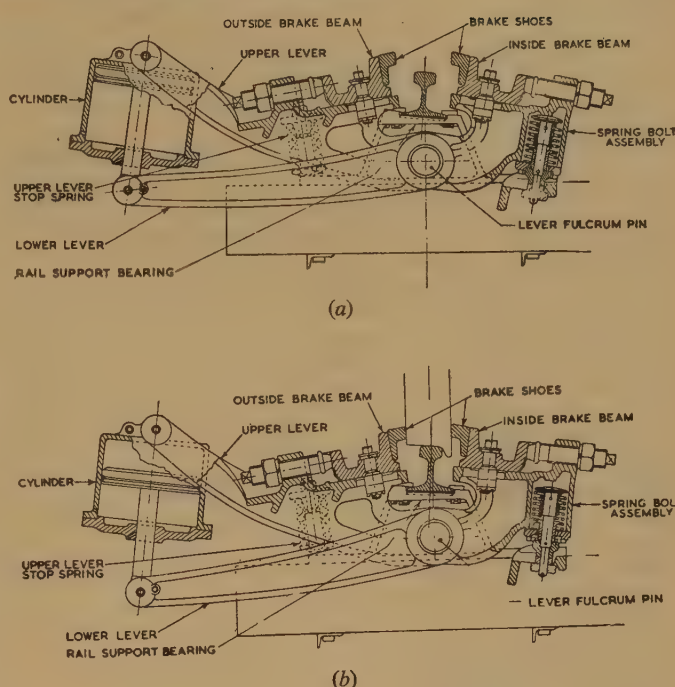 OUTSIDE BRAKE BEAM
BRAKE SHOES
UPPER LEVER
INSIDE BRAKE BEAM
CYLINDER
SPRING BOLT
ASSEMBLY
UPPER LEVER
STOP SPRING
LEVER FULCRUM PIN
LOWER LEVER
RAIL SUPPORT BEARING
(a)
OUTSIDE BRAKE BEAM
BRAKE SHOES
UPPER LEVER
INSIDE BRAKE BEAM
CYLINDER
SPRING BOLT
ASSEMBLY
UPPER LEVER
STOP SPRING
LEVER FULCRUM PIN
LOWER LEVER
RAIL SUPPORT BEARING
(b)